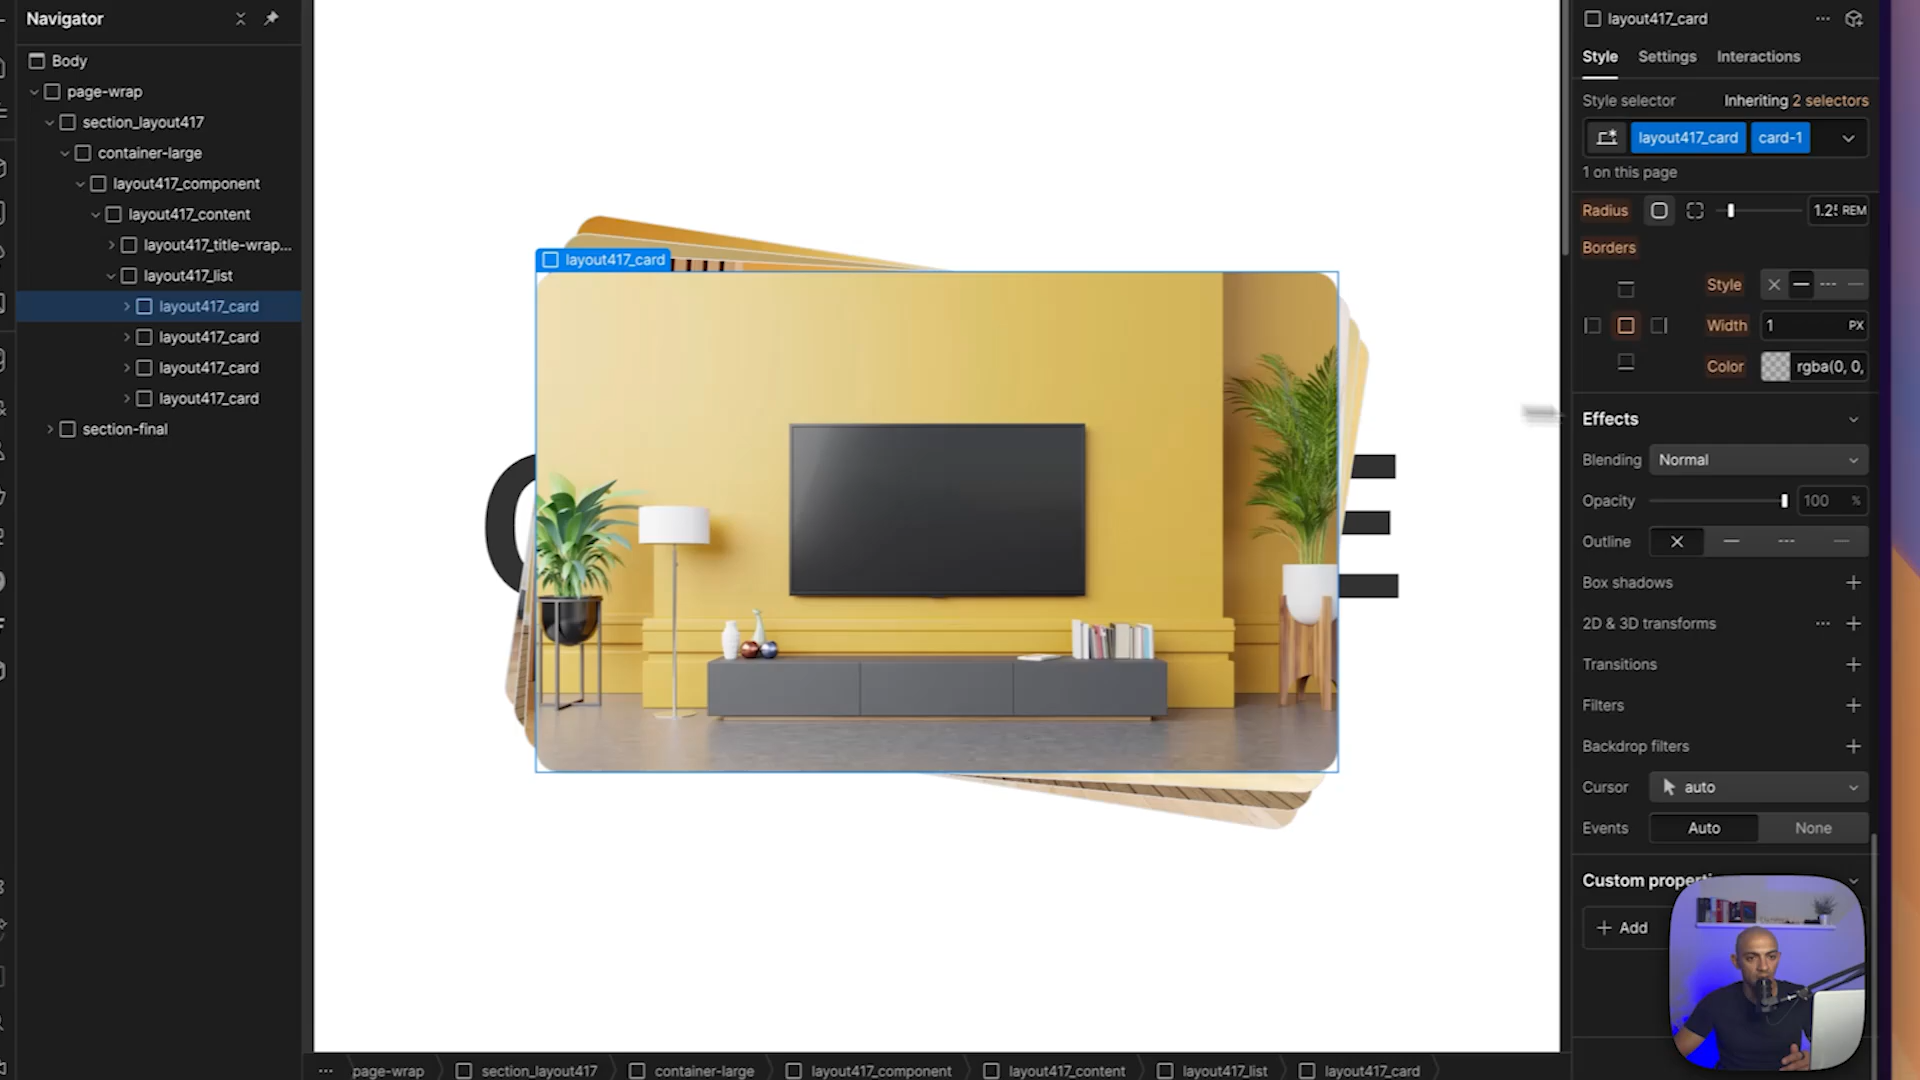 Navigator
Body
page-wrap
section_layout417
container-large
layout417_component
layout417_content
layout417_title-wrap...
layout417_list
layout417_card
layout417_card
layout417_card
layout417_card
section-final
layout417_card
E
layout417_card
Style Settings Interactions
Style selector Inheriting 2 selectors
layout417_card card-1
1 on this page
Radius REM
Borders
Style
Width 1 PX
Color rgba(0, 0,
Effects
Blending Normal
Opacity 100 %
Outline
Box shadows
2D & 3D transforms
Transitions
Filters
Backdrop filters
Cursor auto
Events Auto None
Custom properti
Add
page-wrap section_layout417 container-large layout417_component layout417_content layout417_list layout417_card